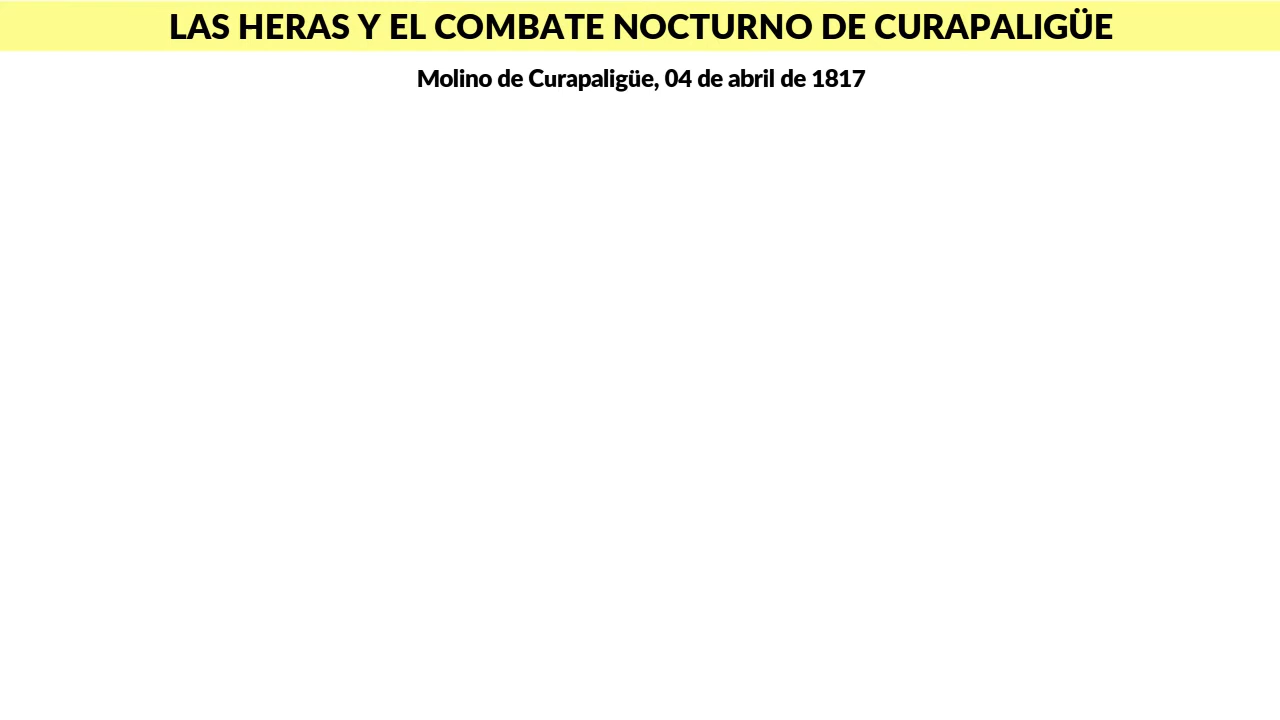 LAS HERAS Y EL COMBATE NOCTURNO DE CURAPALIGÜE
Molino de Curapaligüe, 04 de abril de 1817